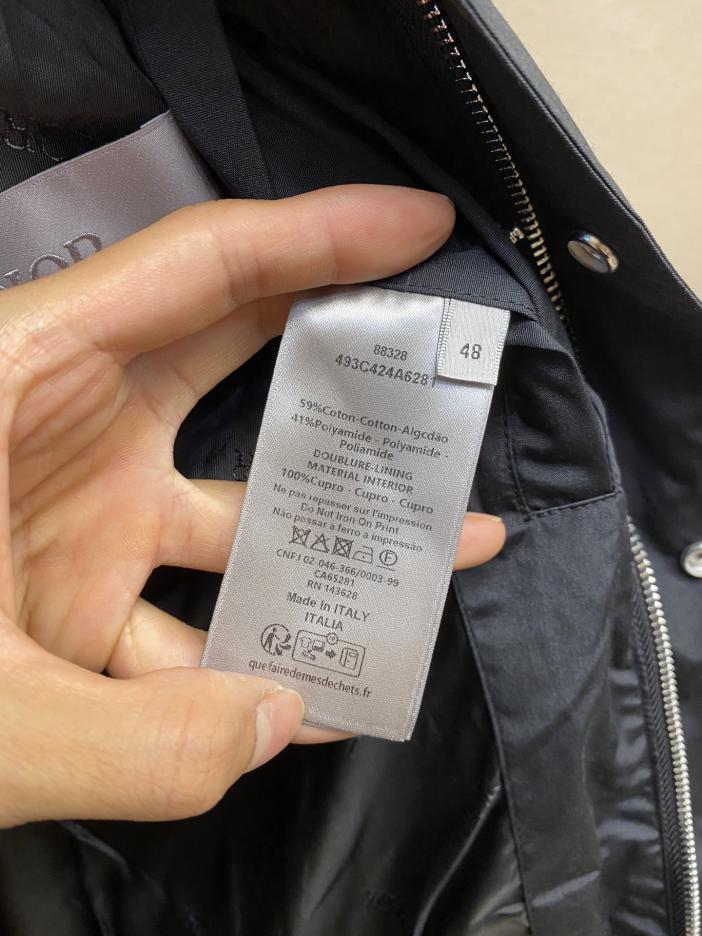 88328
493C424A6281
48
59%Coton-Cotton-Algcdão
41%Polyamide - Polyamide -
Poliamide
DOUBLURE-LINING
MATERIAL INTERIOR
100%Cupro - Cupro - Cupro
Ne pas repasser sur l'impression
Do Not Iron On Print
Não passar a ferro a impressão
F
CNPJ 02-046-366/0003-99
CA65281
RN 143628
Made in ITALY
ITALIA
quefairedemesdechets.fr